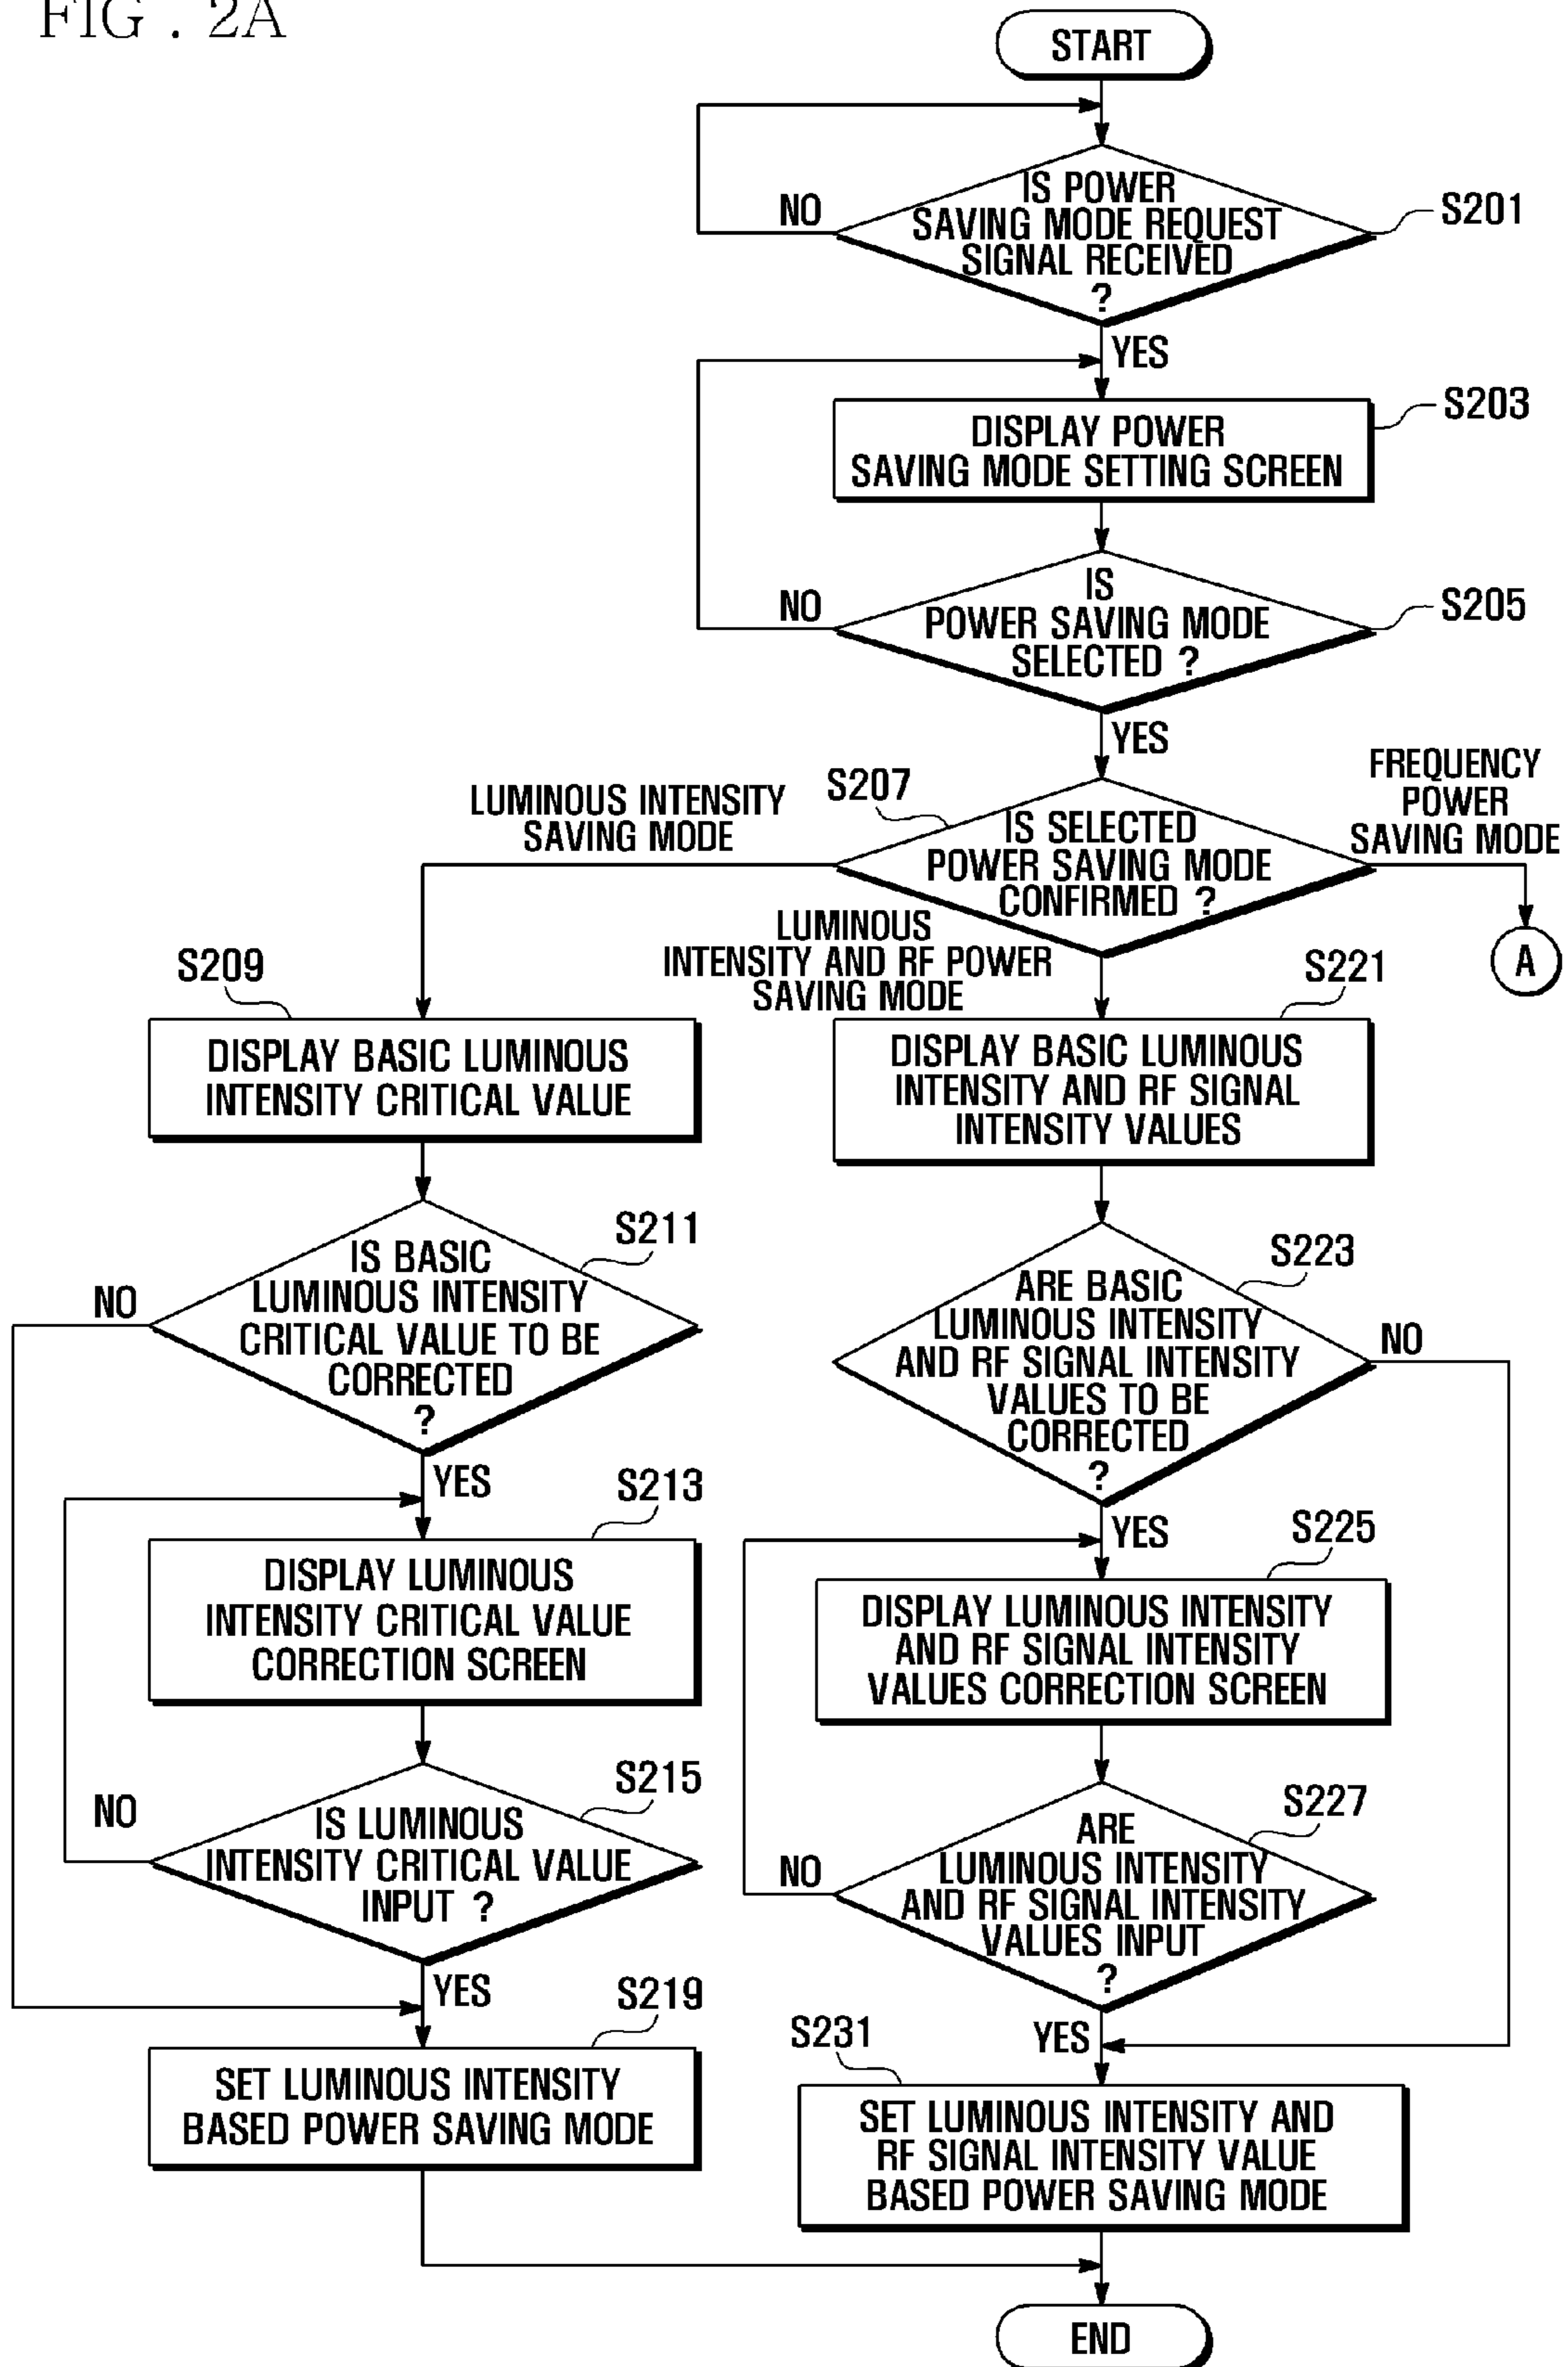 FIG . 2A
START
IS POWER
SAVING MODE REQUEST
SIGNAL RECEIVED
?
NO
S201
YES
DISPLAY POWER
SAVING MODE SETTING SCREEN
S203
IS
POWER SAVING MODE
SELECTED ?
NO
S205
YES
IS SELECTED
POWER SAVING MODE
CONFIRMED ?
S207
LUMINOUS INTENSITY
SAVING MODE
FREQUENCY
POWER
SAVING MODE
A
LUMINOUS
INTENSITY AND RF POWER
SAVING MODE
S209
DISPLAY BASIC LUMINOUS
INTENSITY CRITICAL VALUE
S211
IS BASIC
LUMINOUS INTENSITY
CRITICAL VALUE TO BE
CORRECTED
?
NO
YES
S213
DISPLAY LUMINOUS
INTENSITY CRITICAL VALUE
CORRECTION SCREEN
S215
IS LUMINOUS
INTENSITY CRITICAL VALUE
INPUT ?
NO
YES
S219
SET LUMINOUS INTENSITY
BASED POWER SAVING MODE
S221
DISPLAY BASIC LUMINOUS
INTENSITY AND RF SIGNAL
INTENSITY VALUES
S223
ARE BASIC
LUMINOUS INTENSITY
AND RF SIGNAL INTENSITY
VALUES TO BE
CORRECTED
?
NO
YES
S225
DISPLAY LUMINOUS INTENSITY
AND RF SIGNAL INTENSITY
VALUES CORRECTION SCREEN
S227
ARE
LUMINOUS INTENSITY
AND RF SIGNAL INTENSITY
VALUES INPUT
?
NO
YES
S231
SET LUMINOUS INTENSITY AND
RF SIGNAL INTENSITY VALUE
BASED POWER SAVING MODE
END